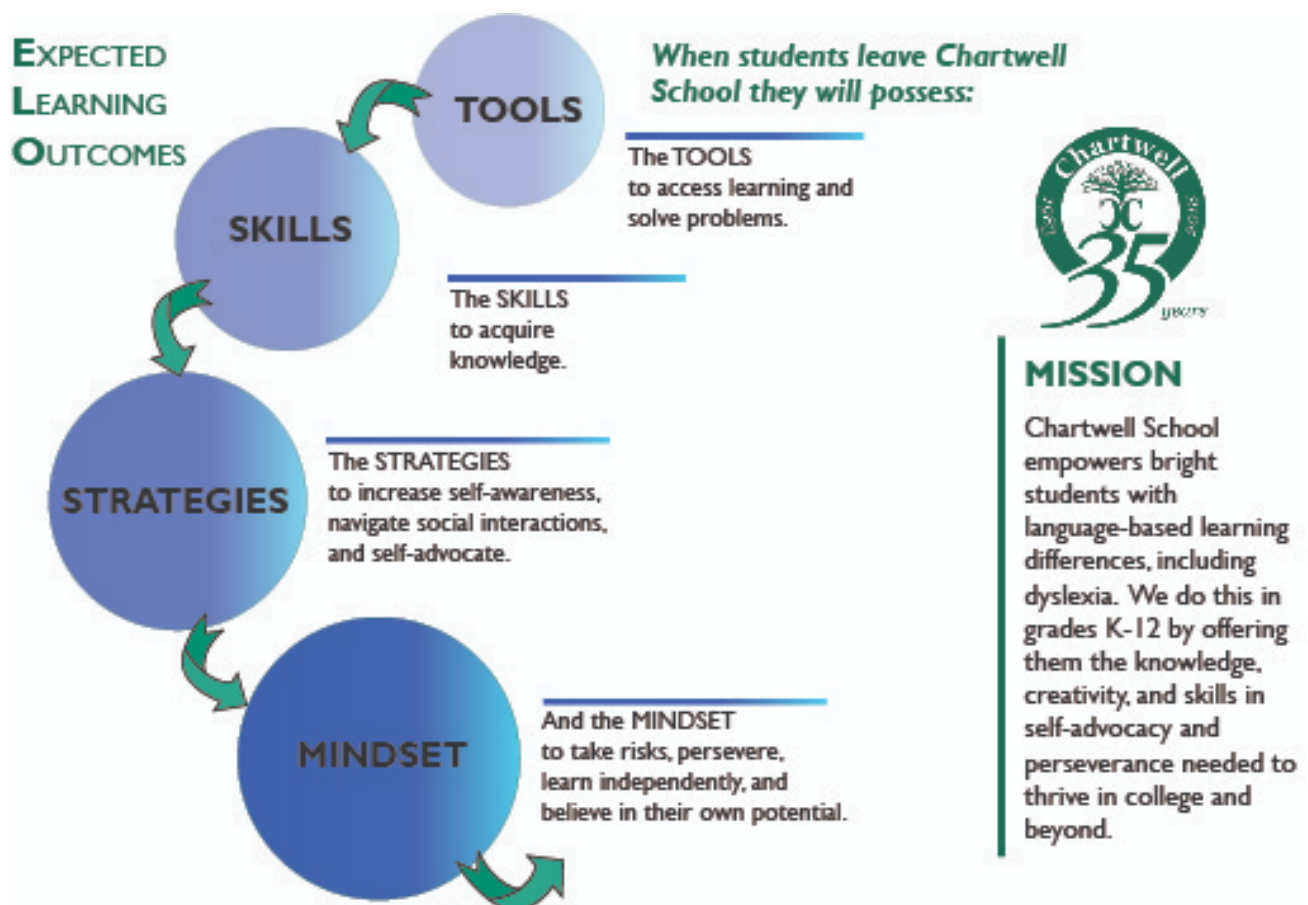 EXPECTED
LEARNING
OUTCOMES
TOOLS
SKILLS
STRATEGIES
MINDSET
When students leave Chartwell
School they will possess:
The TOOLS
to access learning and
solve problems.
The SKILLS
to acquire
knowledge.
The STRATEGIES
to increase self-awareness,
navigate social interactions,
and self-advocate.
And the MINDSET
to take risks, persevere,
learn independently, and
believe in their own potential.
Chartwell
35
years
MISSION
Chartwell School
empowers bright
students with
language-based learning
differences, including
dyslexia. We do this in
grades K-12 by offering
them the knowledge,
creativity, and skills in
self-advocacy and
perseverance needed to
thrive in college and
beyond.